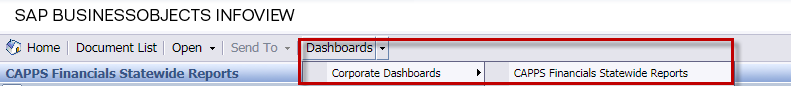 SAP BUSINESSOBJECTS INFOVIEW
Home Document List Open Send To Dashboards
CAPPS Financials Statewide Reports Corporate Dashboards CAPPS Financials Statewide Reports